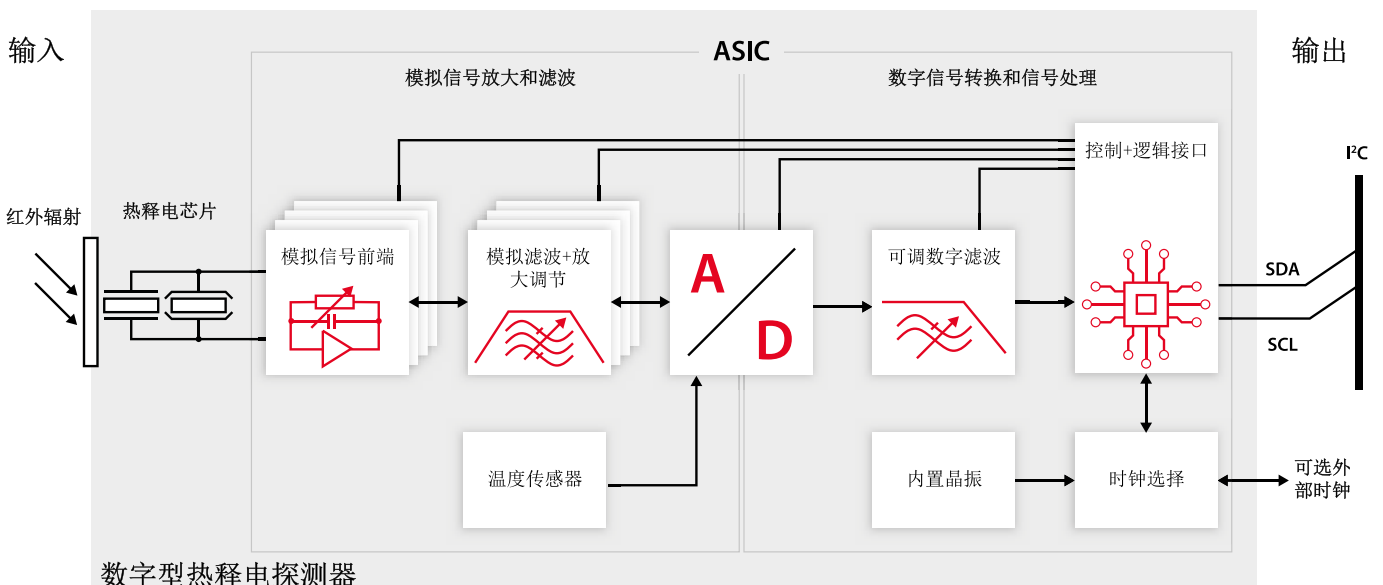 输入
ASIC
输出
模拟信号放大和滤波
数字信号转换和信号处理
控制+逻辑接口
I²C
红外辐射
热释电芯片
模拟信号前端
模拟滤波+放
大调节
A
D
可调数字滤波
SDA
SCL
温度传感器
内置晶振
时钟选择
可选外
部时钟
数字型热释电探测器